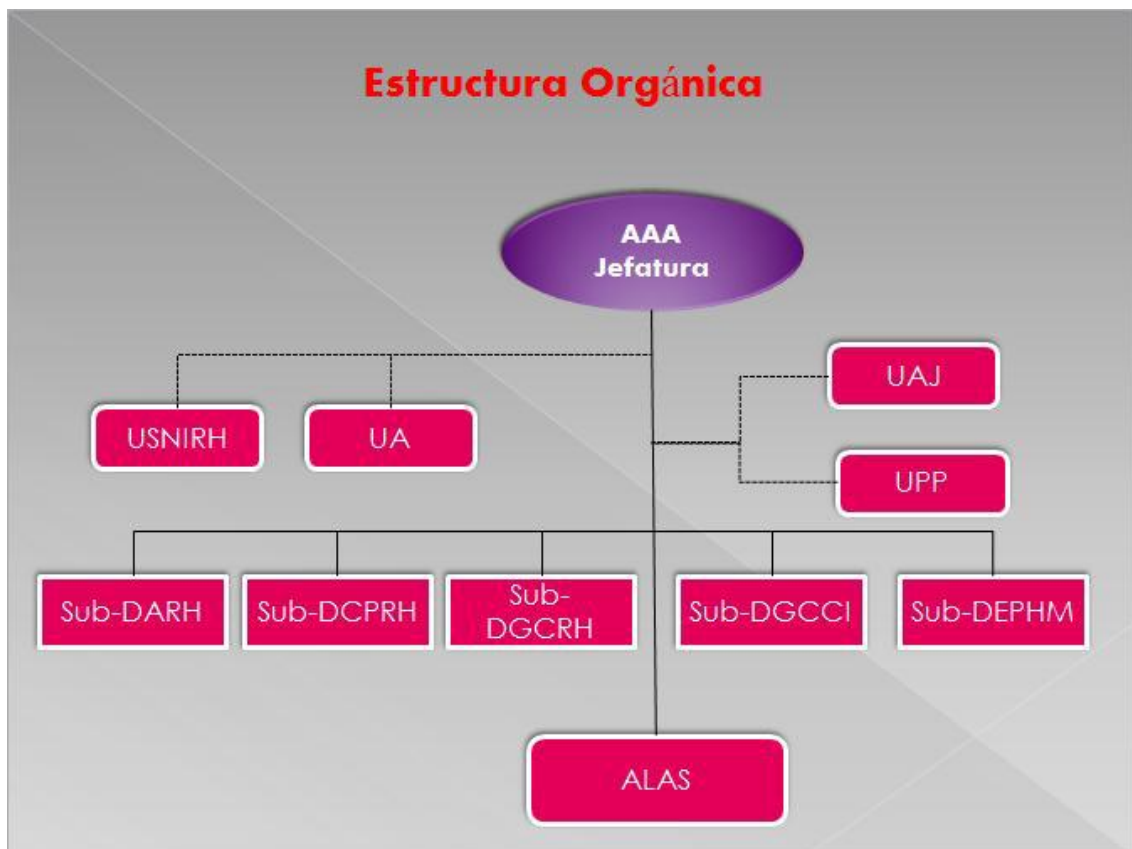 Estructura Orgánica
AAA
Jefatura
UAJ
USNIRH
UA
UPP
Sub-DARH
Sub-DCPRH
Sub-
DGCRH
Sub-DGCCI
Sub-DEPHM
ALAS